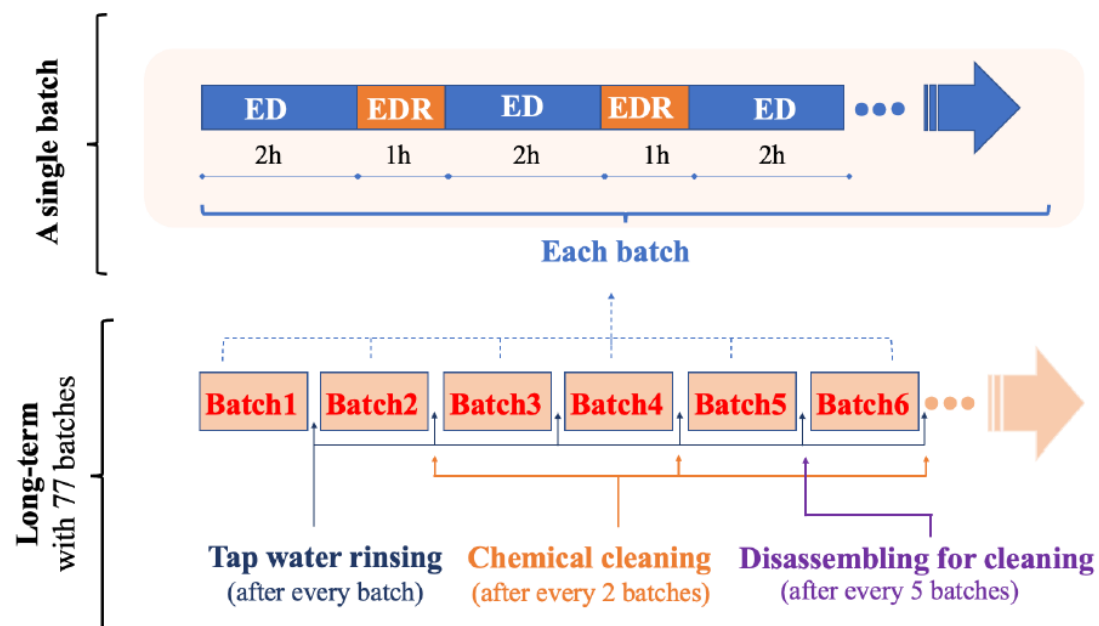 A single batch
ED EDR ED EDR ED
2h 1h 2h 1h 2h
Each batch
Long-term
with 77 batches
Batch1 Batch2 Batch3 Batch4 Batch5 Batch6
Tap water rinsing
(after every batch)
Chemical cleaning
(after every 2 batches)
Disassembling for cleaning
(after every 5 batches)